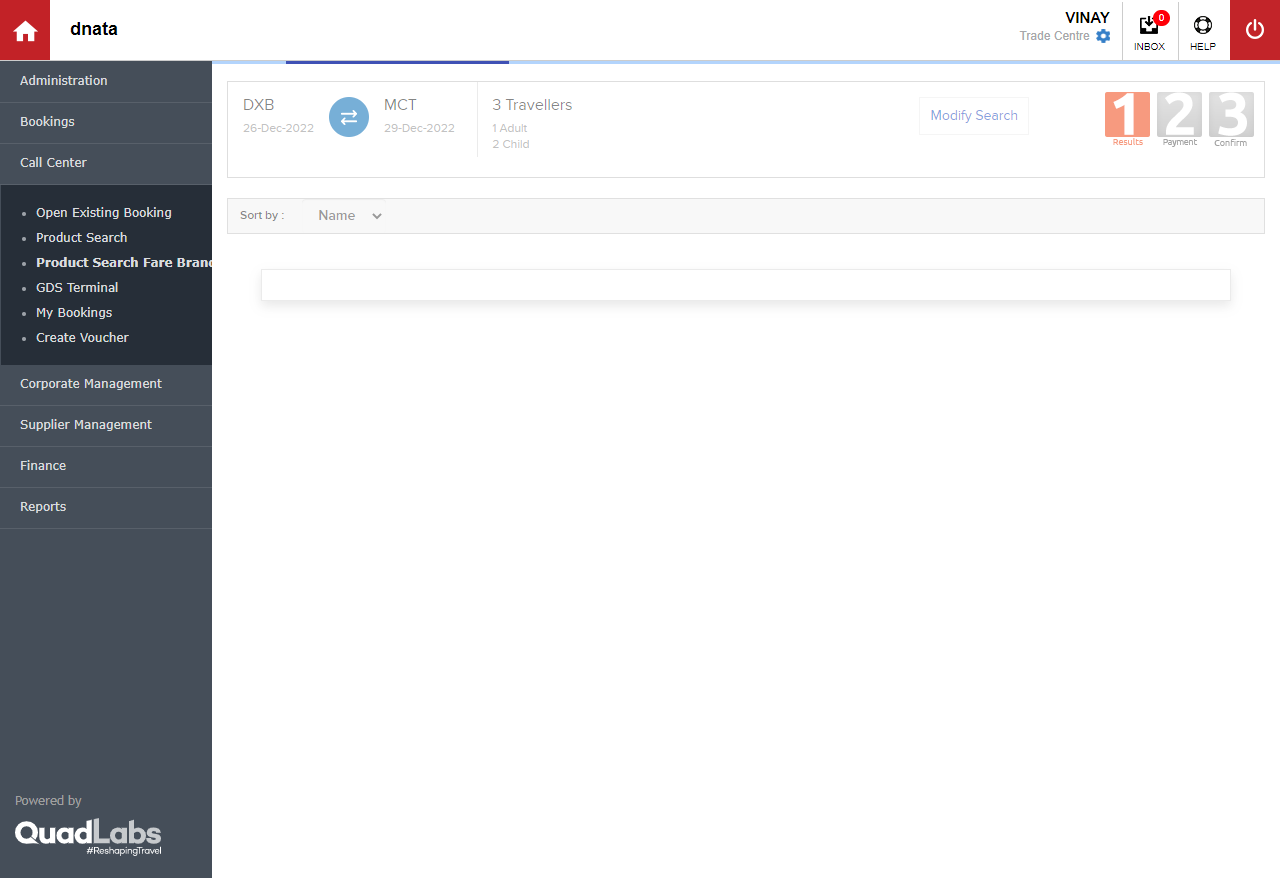 dnata
VINAY
Trade Centre
0
INBOX
HELP
Administration
Bookings
Call Center
Open Existing Booking
Product Search
Product Search Fare Bran
GDS Terminal
My Bookings
Create Voucher
Corporate Management
Supplier Management
Finance
Reports
Powered by
QuadLabs
#ReshapingTravel
DXB
26-Dec-2022
MCT
29-Dec-2022
3 Travellers
1 Adult
2 Child
Modify Search
1
Results
2
Payment
3
Confirm
Sort by :
Name